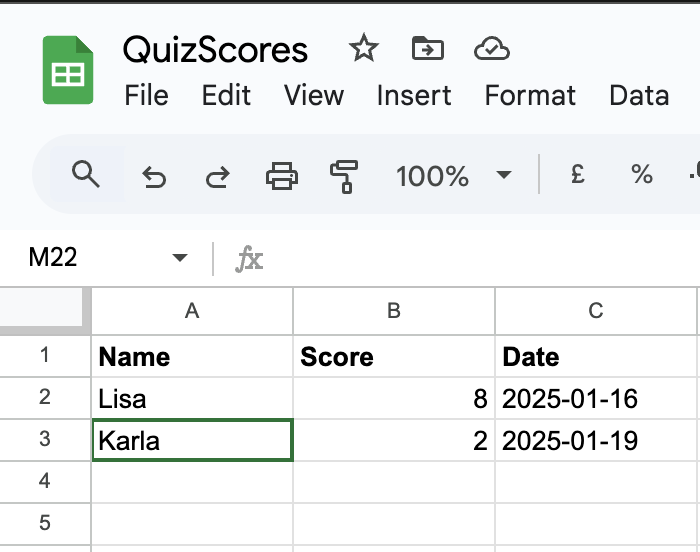 QuizScores
File Edit View Insert Format Data
100% £ % .0
M22 fx
A B C
1 Name Score Date
2 Lisa 8 2025-01-16
3 Karla 2 2025-01-19
4
5